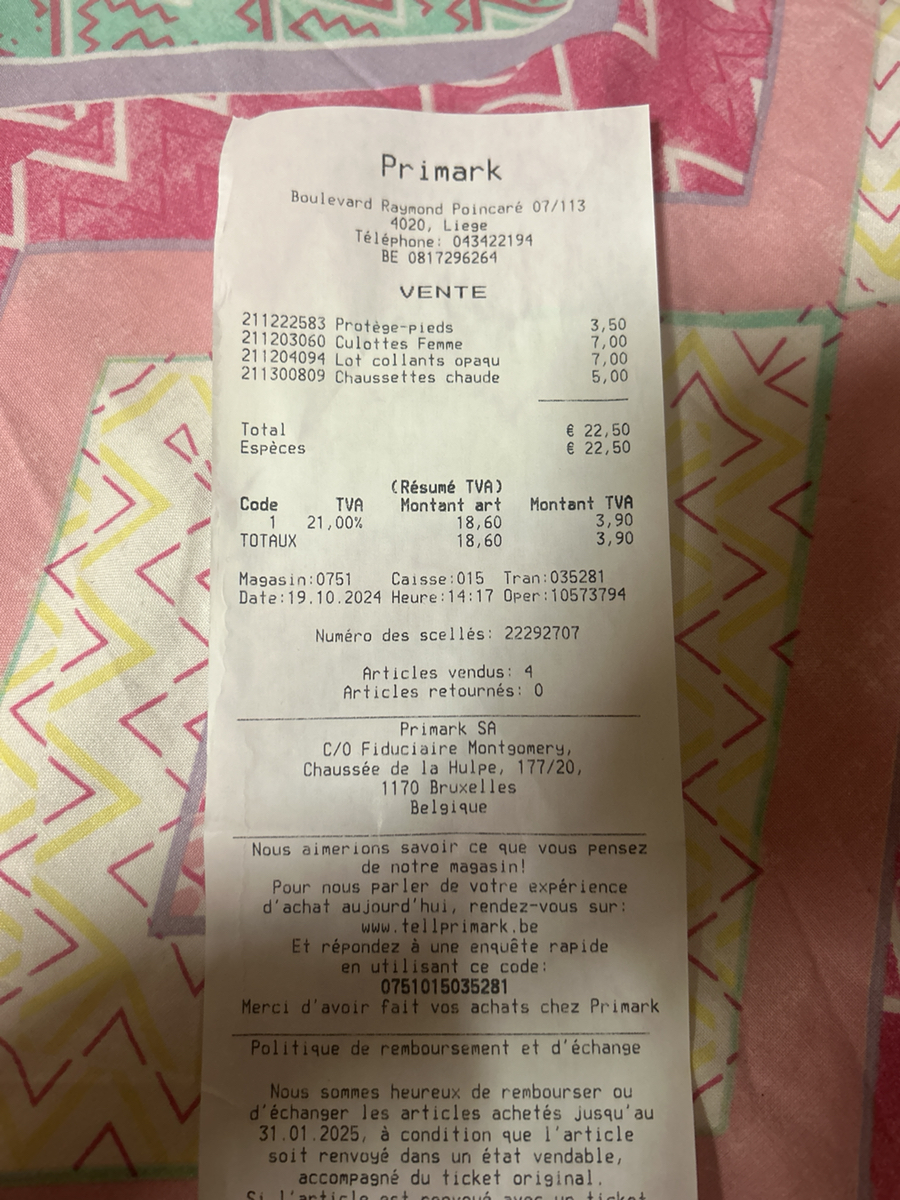 Primark
Boulevard Raymond Poincaré 07/113
4020, Liege
Téléphone: 043422194
BE 0817296264
VENTE
211222583 Protège-pieds 3,50
211203060 Culottes Femme 7,00
211204094 Lot collants opaqu 7,00
211300809 Chaussettes chaude 5,00
Total € 22,50
Espèces € 22,50
(Résumé TVA)
Code TVA Montant art Montant TVA
1 21,00% 18,60 3,90
TOTAUX 18,60 3,90
Magasin:0751 Caisse:015 Tran:035281
Date:19.10.2024 Heure:14:17 Oper:10573794
Numéro des scellés: 22292707
Articles vendus: 4
Articles retournés: 0
Primark SA
C/O Fiduciaire Montgomery,
Chaussée de la Hulpe, 177/20,
1170 Bruxelles
Belgique
Nous aimerions savoir ce que vous pensez
de notre magasin!
Pour nous parler de votre expérience
d'achat aujourd'hui, rendez-vous sur:
www.tellprimark.be
Et répondez à une enquête rapide
en utilisant ce code:
0751015035281
Merci d'avoir fait vos achats chez Primark
Politique de remboursement et d'échange
Nous sommes heureux de rembourser ou
d'échanger les articles achetés jusqu'au
31.01.2025, à condition que l'article
soit renvoyé dans un état vendable,
accompagné du ticket original.
Si l'article est renvoyé avec un ticket